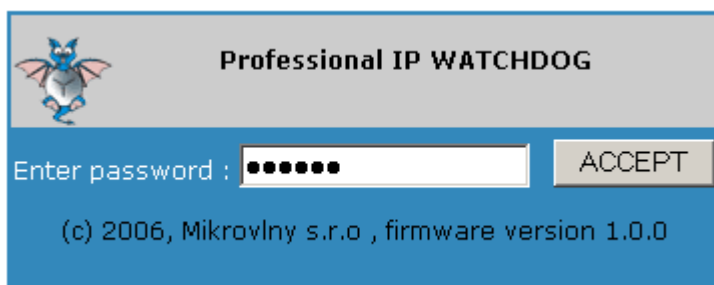 Professional IP WATCHDOG
Enter password : ●●●●●● ACCEPT
(c) 2006, Mikrovlny s.r.o , firmware version 1.0.0